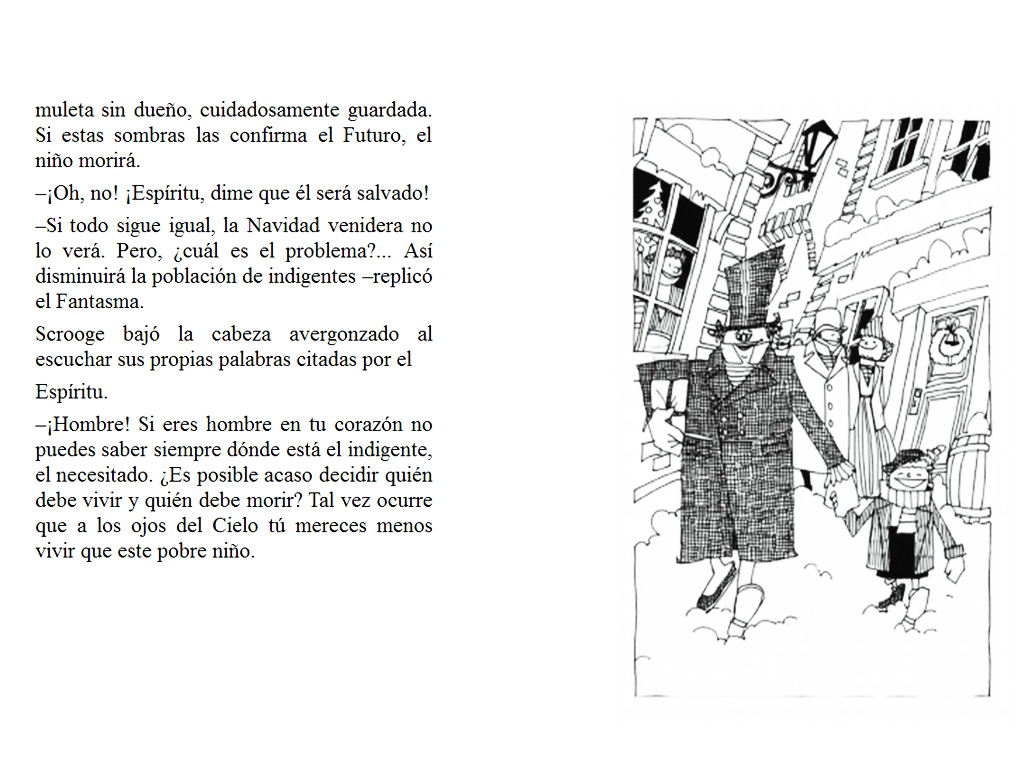 muleta sin dueño, cuidadosamente guardada.
Si estas sombras las confirma el Futuro, el
niño morirá.
–¡Oh, no! ¡Espíritu, dime que él será salvado!
–Si todo sigue igual, la Navidad venidera no
lo verá. Pero, ¿cuál es el problema?... Así
disminuirá la población de indigentes –replicó
el Fantasma.
Scrooge bajó la cabeza avergonzado al
escuchar sus propias palabras citadas por el
Espíritu.
–¡Hombre! Si eres hombre en tu corazón no
puedes saber siempre dónde está el indigente,
el necesitado. ¿Es posible acaso decidir quién
debe vivir y quién debe morir? Tal vez ocurre
que a los ojos del Cielo tú mereces menos
vivir que este pobre niño.